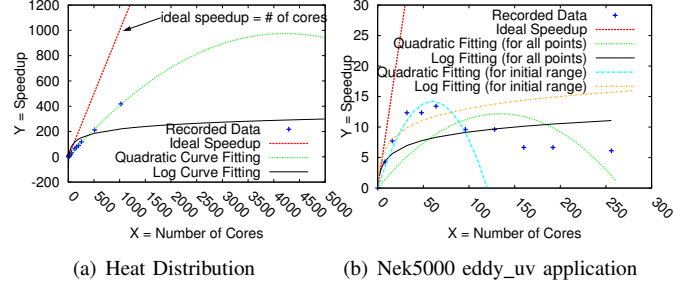 1200
1000
800
600
400
200
0
-200
Y = Speedup
ideal speedup = # of cores
Recorded Data
Ideal Speedup
Quadratic Curve Fitting
Log Curve Fitting
0
500
1000
1500
2000
2500
3000
3500
4000
4500
5000
X = Number of Cores
(a) Heat Distribution
30
25
20
15
10
5
0
Y = Speedup
Recorded Data
Ideal Speedup
Quadratic Fitting (for all points)
Log Fitting (for all points)
Quadratic Fitting (for initial range)
Log Fitting (for initial range)
0
50
100
150
200
250
300
X = Number of Cores
(b) Nek5000 eddy_uv application